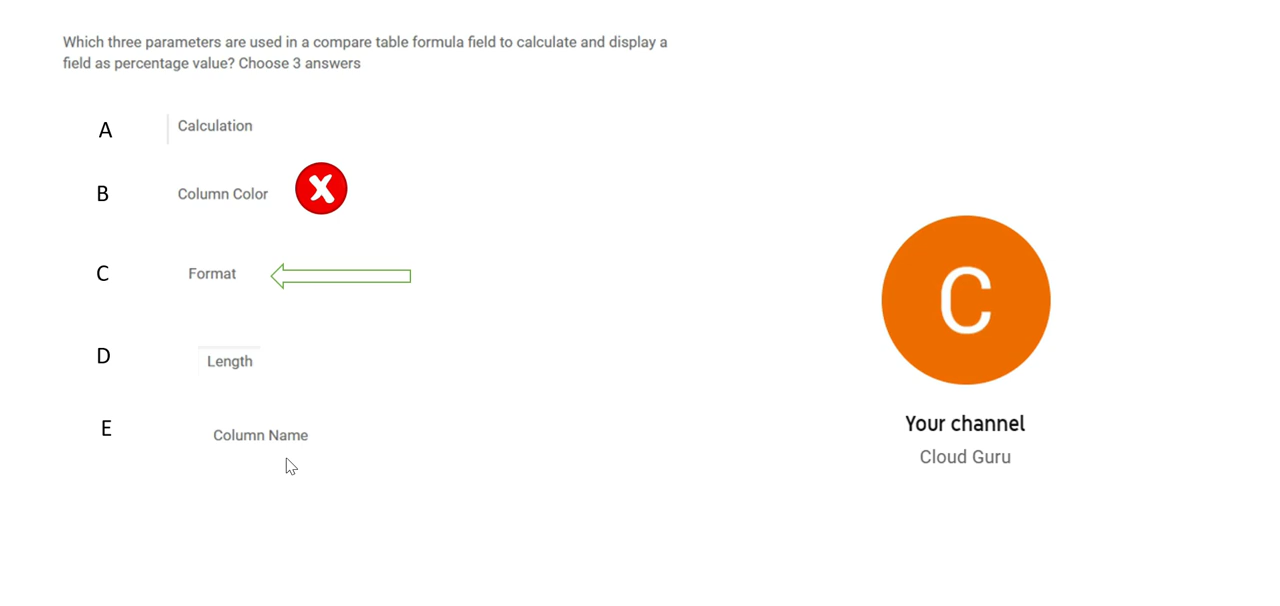 Which three parameters are used in a compare table formula field to calculate and display a
field as percentage value? Choose 3 answers
A Calculation
B Column Color
C Format
D Length
E Column Name
C
Your channel
Cloud Guru